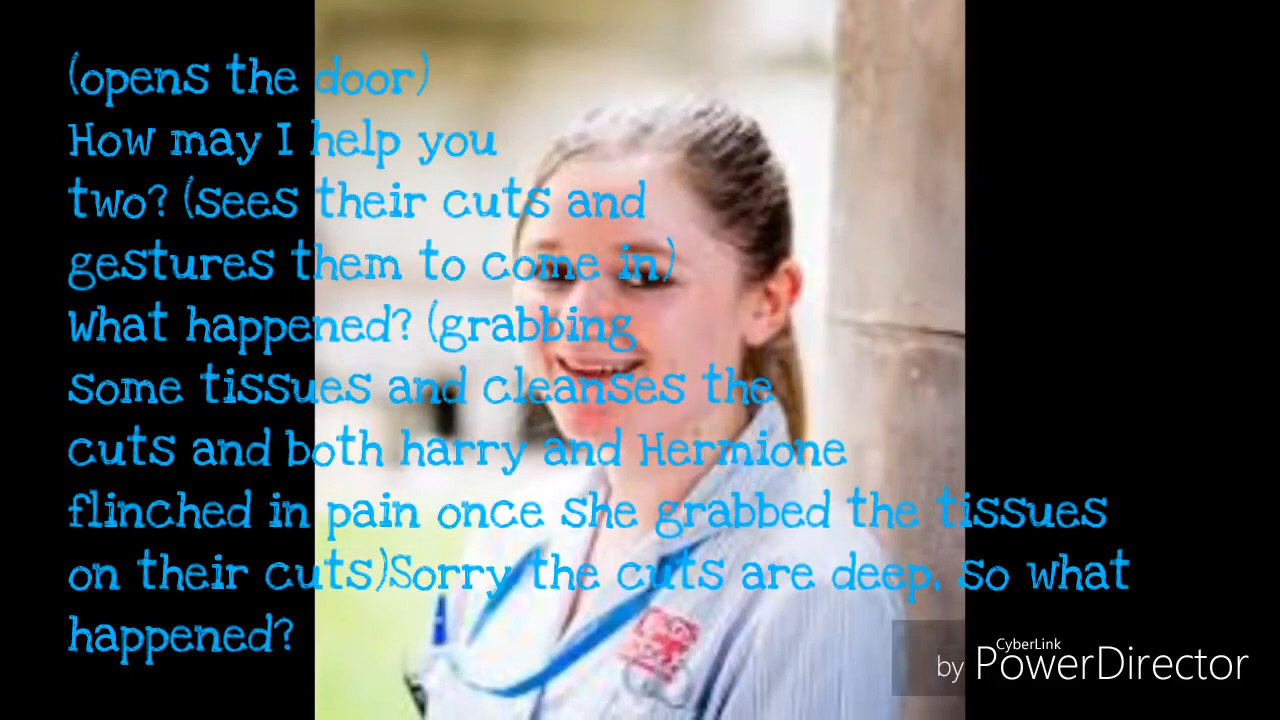 (opens the door)
How may I help you
two? (sees their cuts and
gestures them to come in)
What happened? (grabbing
some tissues and cleanses the
cuts and both harry and Hermione
flinched in pain once she grabbed the tissues
on their cuts)Sorry the cuts are deep, so what
happened?
CyberLink
by PowerDirector